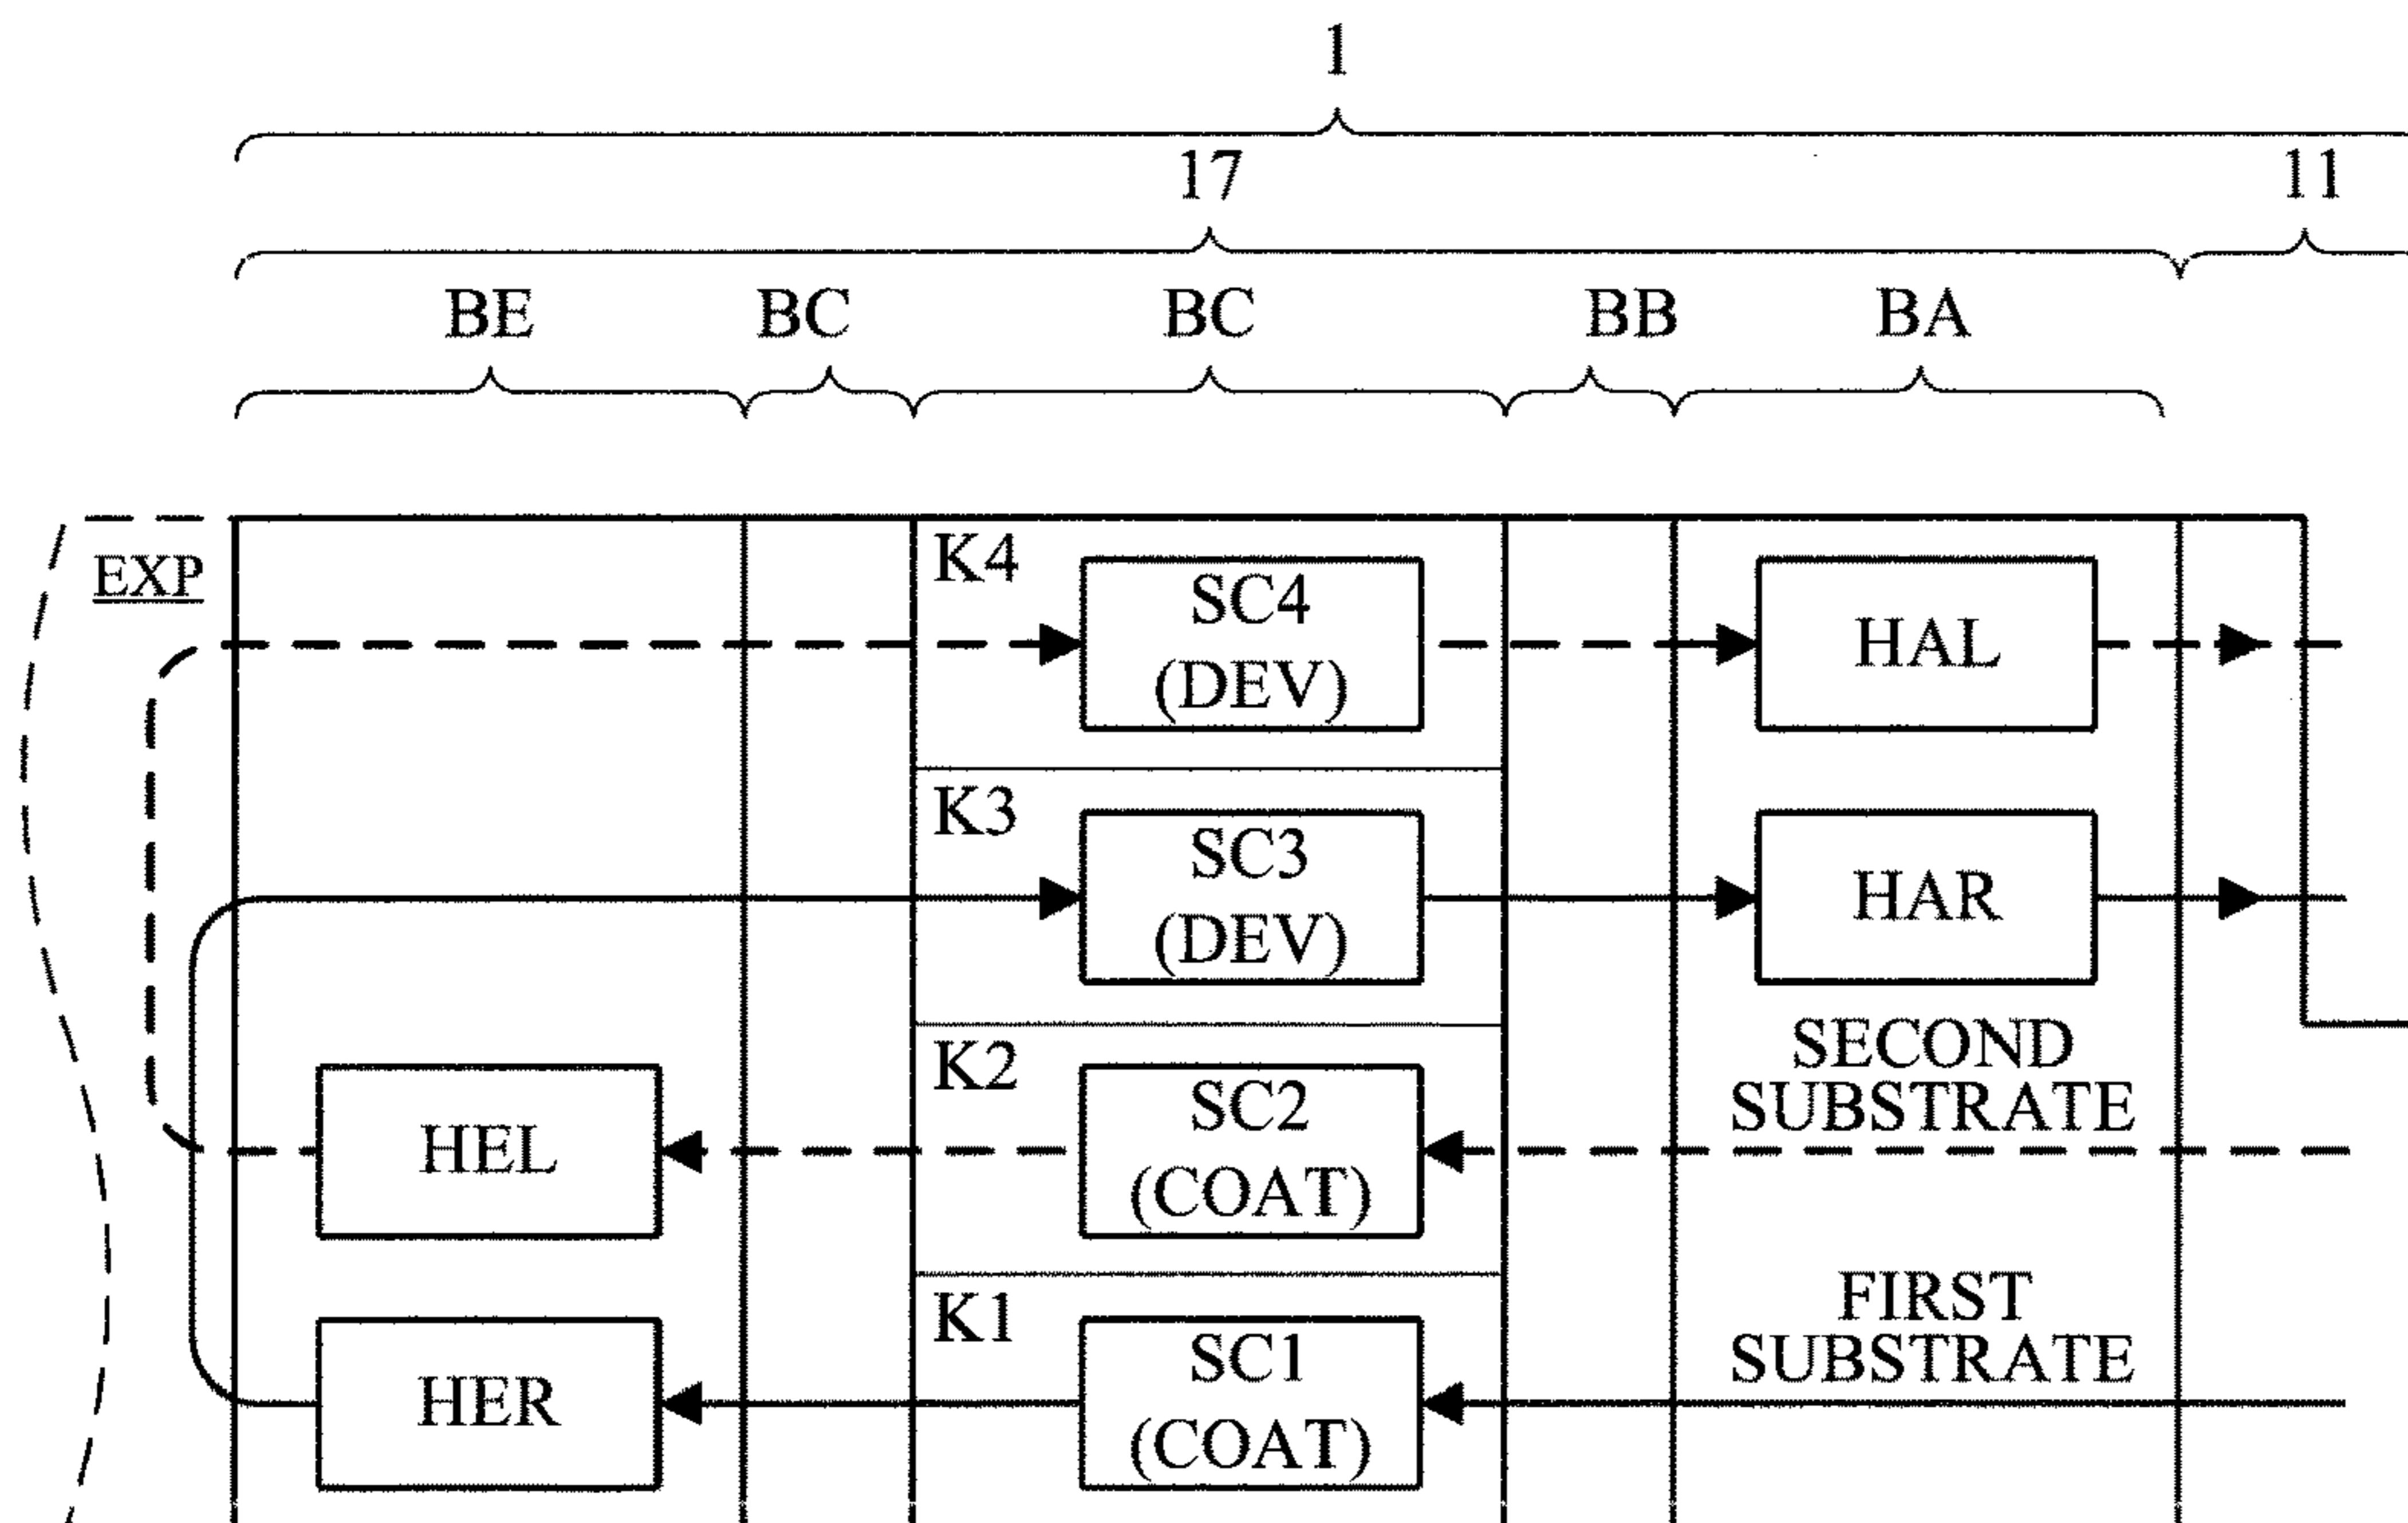 1
17
11
BE
BC
BC
BB
BA
EXP
K4
SC4
(DEV)
HAL
K3
SC3
(DEV)
HAR
K2
SC2
(COAT)
HEL
SECOND
SUBSTRATE
K1
SC1
(COAT)
HER
FIRST
SUBSTRATE